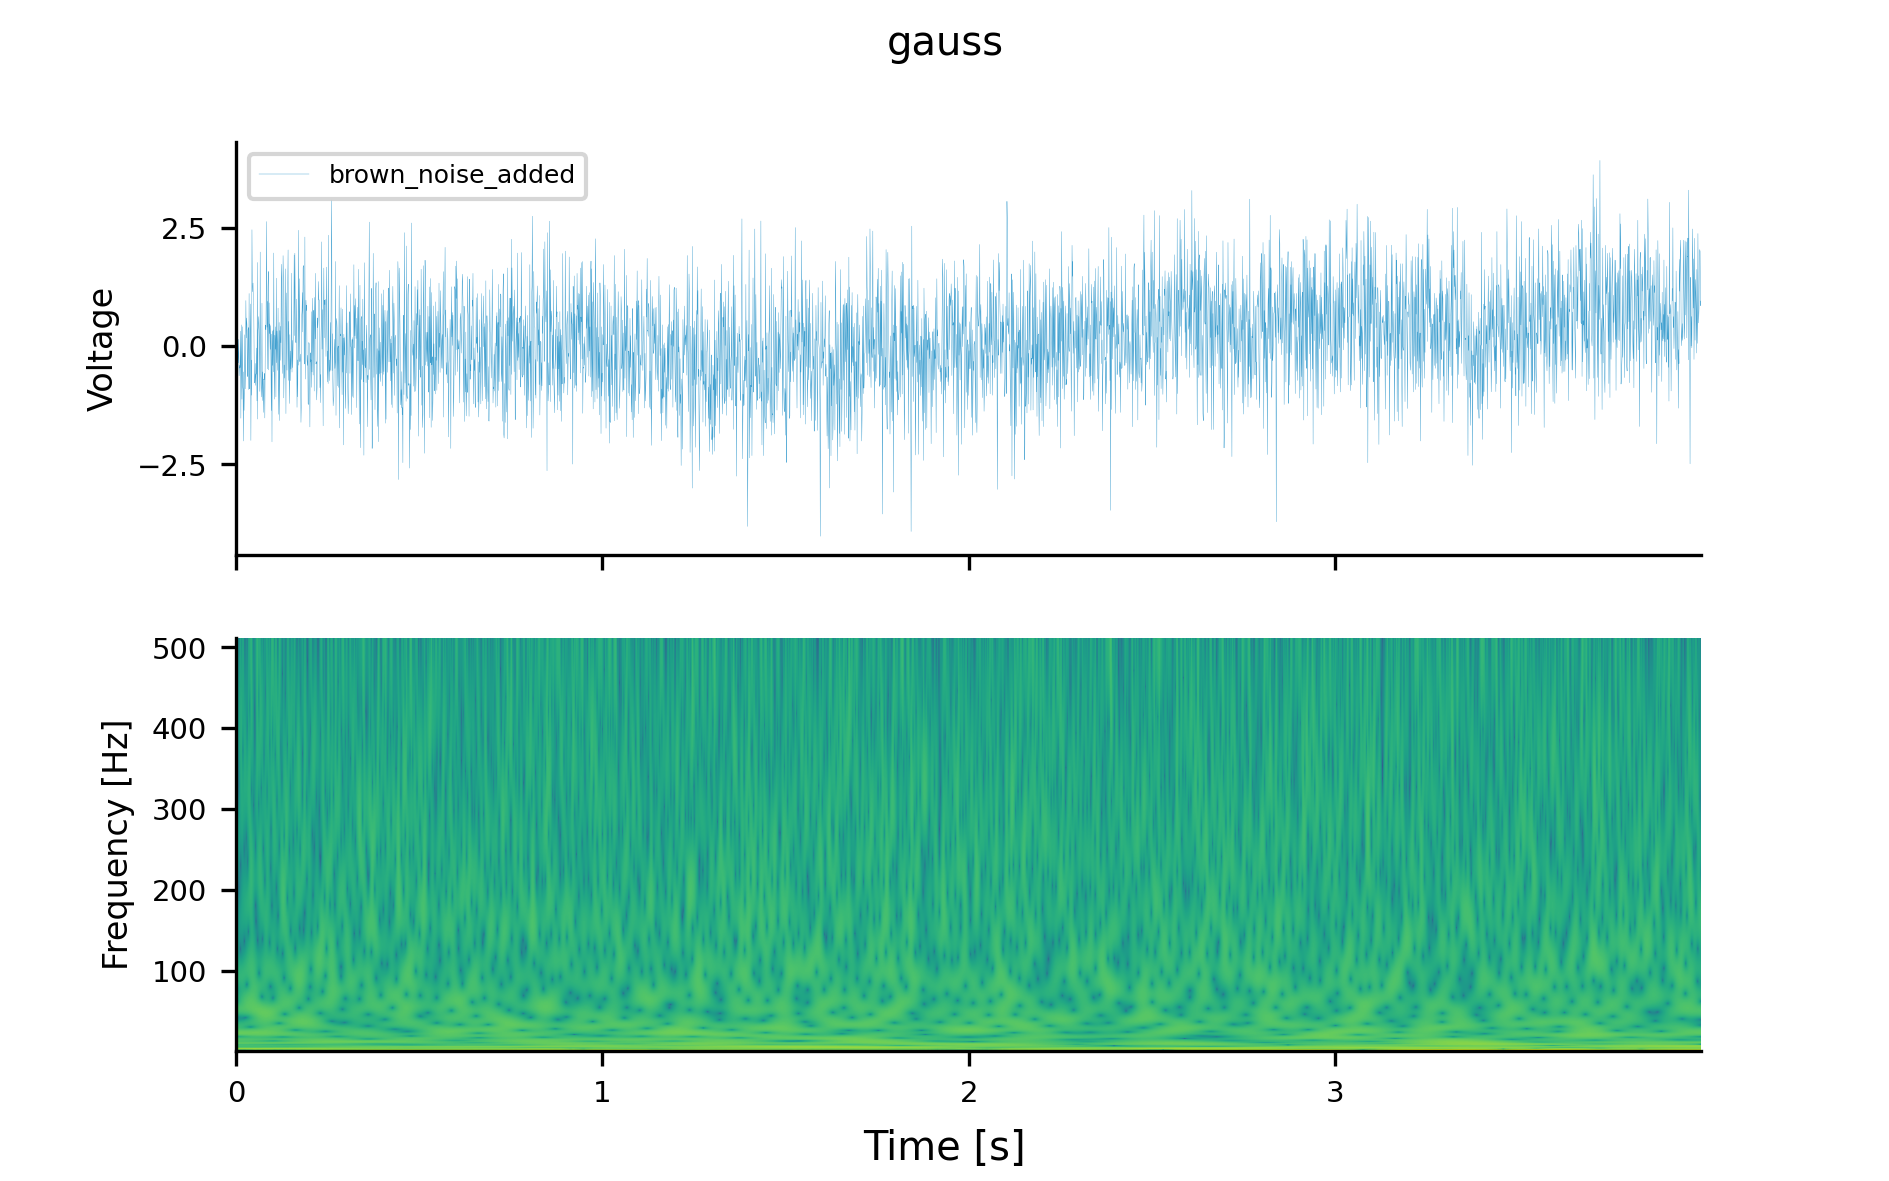 gauss
brown_noise_added
Voltage
2.5
0.0
−2.5
Frequency [Hz]
500
400
300
200
100
0 1 2 3
Time [s]